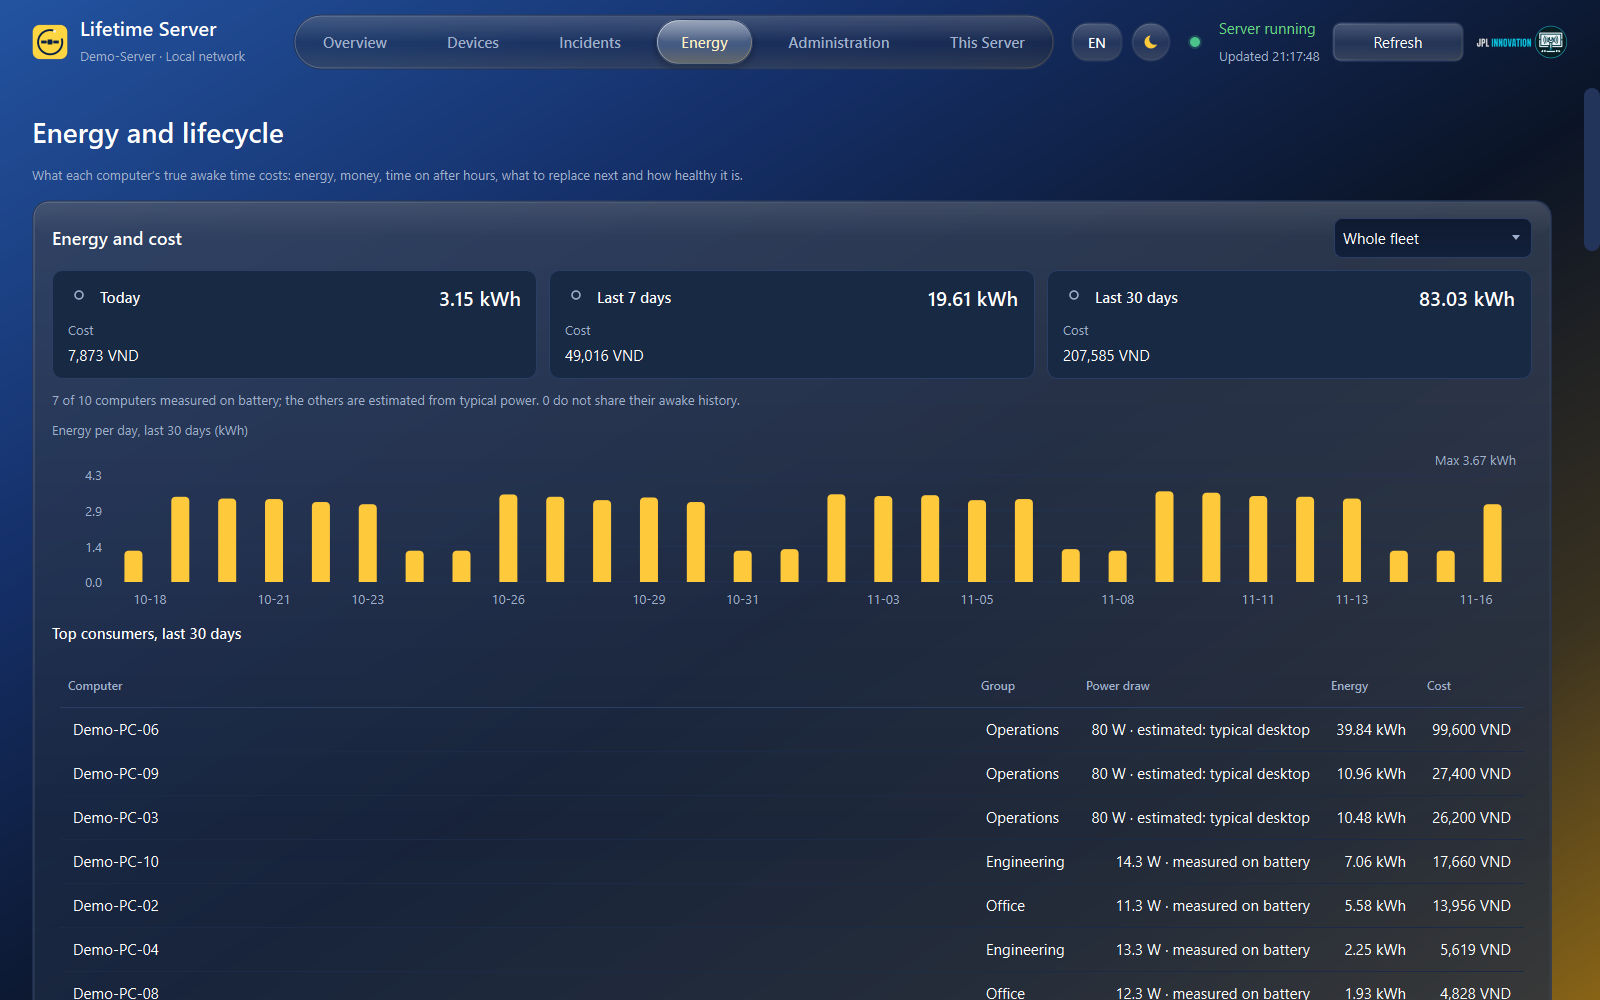 Lifetime Server
Demo-Server · Local network
Overview
Devices
Incidents
Energy
Administration
This Server
EN
Server running
Updated 21:17:48
Refresh
JPL INNOVATION
Energy and lifecycle
What each computer's true awake time costs: energy, money, time on after hours, what to replace next and how healthy it is.
Energy and cost
Whole fleet
Today
3.15 kWh
Cost
7,873 VND
Last 7 days
19.61 kWh
Cost
49,016 VND
Last 30 days
83.03 kWh
Cost
207,585 VND
7 of 10 computers measured on battery; the others are estimated from typical power. 0 do not share their awake history.
Energy per day, last 30 days (kWh)
Max 3.67 kWh
4.3
2.9
1.4
0.0
10-18 10-21 10-23 10-26 10-29 10-31 11-03 11-05 11-08 11-11 11-13 11-16
Top consumers, last 30 days
Computer Group Power draw Energy Cost
Demo-PC-06 Operations 80 W · estimated: typical desktop 39.84 kWh 99,600 VND
Demo-PC-09 Operations 80 W · estimated: typical desktop 10.96 kWh 27,400 VND
Demo-PC-03 Operations 80 W · estimated: typical desktop 10.48 kWh 26,200 VND
Demo-PC-10 Engineering 14.3 W · measured on battery 7.06 kWh 17,660 VND
Demo-PC-02 Office 11.3 W · measured on battery 5.58 kWh 13,956 VND
Demo-PC-04 Engineering 13.3 W · measured on battery 2.25 kWh 5,619 VND
Demo-PC-08 Office 12.3 W · measured on battery 1.93 kWh 4,828 VND